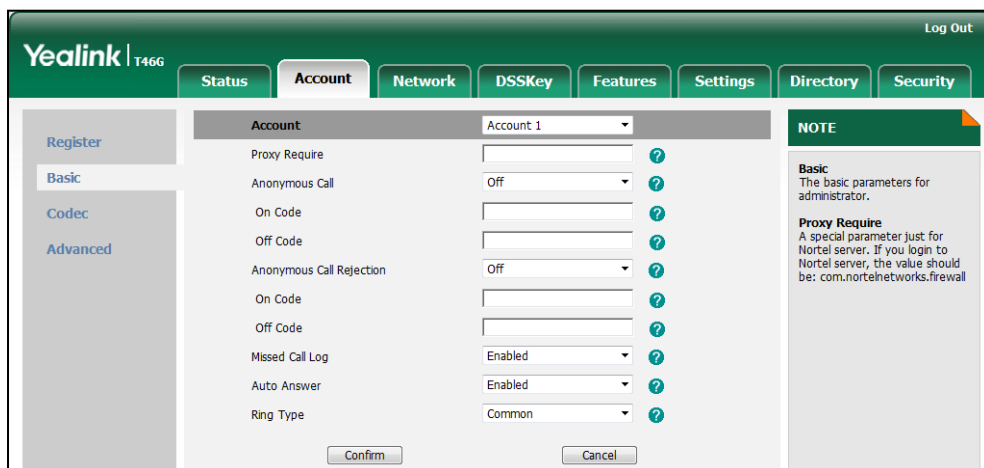 Log Out
Yealink | T46G
Status Account Network DSSKey Features Settings Directory Security
Register
Basic
Codec
Advanced
Account Account 1
Proxy Require ?
Anonymous Call Off ?
On Code ?
Off Code ?
Anonymous Call Rejection Off ?
On Code ?
Off Code ?
Missed Call Log Enabled ?
Auto Answer Enabled ?
Ring Type Common ?
Confirm Cancel
NOTE
Basic
The basic parameters for
administrator.
Proxy Require
A special parameter just for
Nortel server. If you login to
Nortel server, the value should
be: com.nortelnetworks.firewall